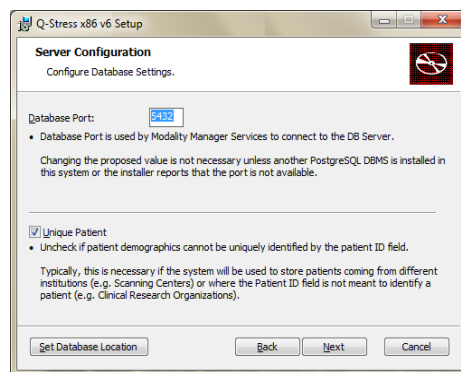 Q-Stress x86 v6 Setup
Server Configuration
Configure Database Settings.
Database Port:
5432
• Database Port is used by Modality Manager Services to connect to the DB Server.
Changing the proposed value is not necessary unless another PostgreSQL DBMS is installed in
this system or the installer reports that the port is not available.
Unique Patient
• Uncheck if patient demographics cannot be uniquely identified by the patient ID field.
Typically, this is necessary if the system will be used to store patients coming from different
institutions (e.g. Scanning Centers) or where the Patient ID field is not meant to identify a
patient (e.g. Clinical Research Organizations).
Set Database Location
Back
Next
Cancel